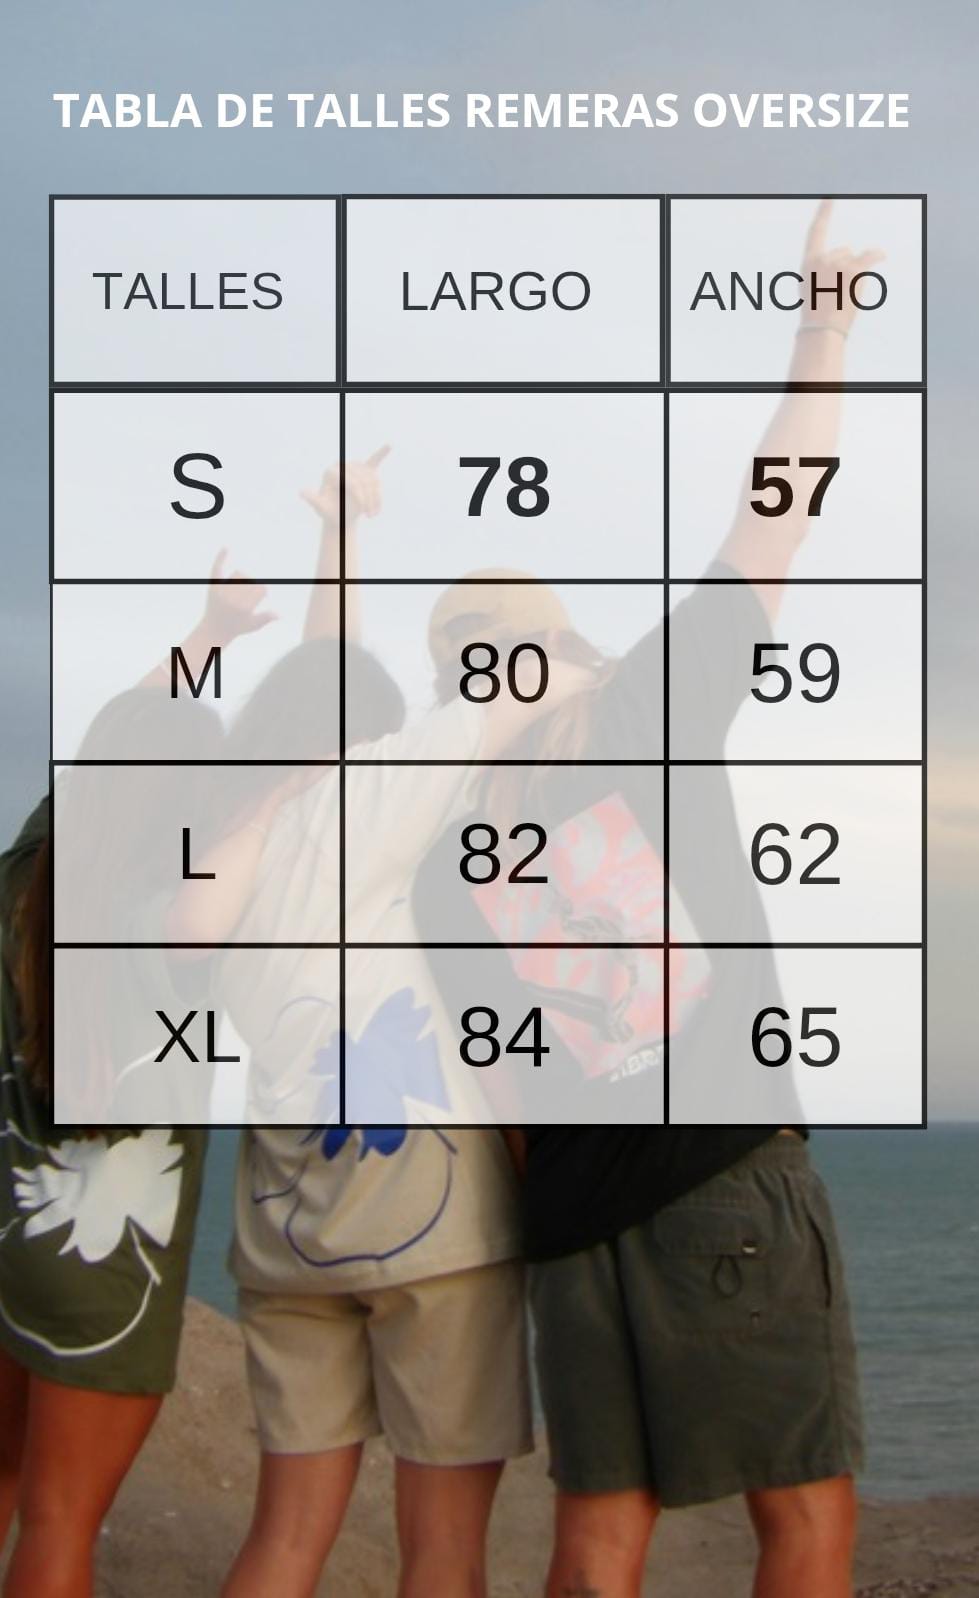 TABLA DE TALLES REMERAS OVERSIZE
TALLES LARGO ANCHO
S 78 57
M 80 59
L 82 62
XL 84 65